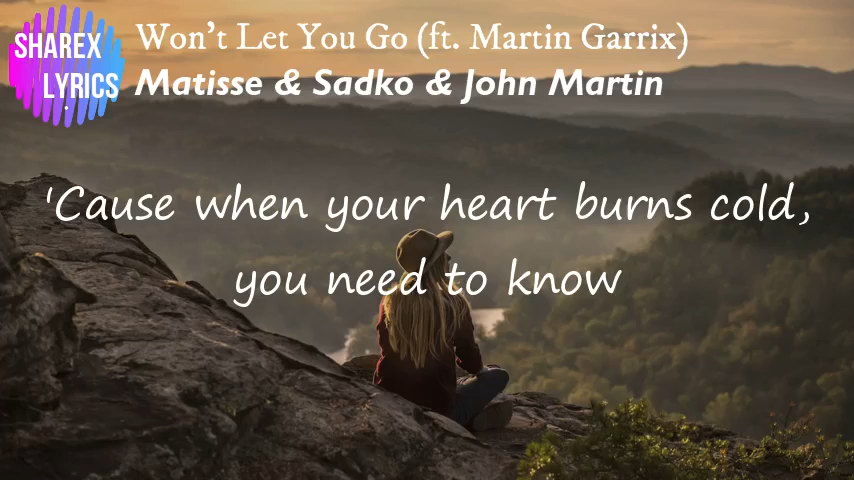 SHAREX
LYRICS
Won't Let You Go (ft. Martin Garrix)
Matisse & Sadko & John Martin
'Cause when your heart burns cold,
you need to know